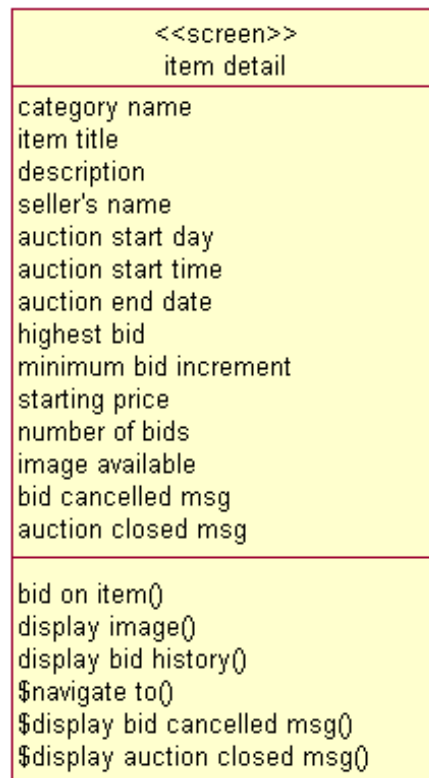 <<screen>>
item detail
category name
item title
description
seller's name
auction start day
auction start time
auction end date
highest bid
minimum bid increment
starting price
number of bids
image available
bid cancelled msg
auction closed msg
bid on item()
display image()
display bid history()
$navigate to()
$display bid cancelled msg()
$display auction closed msg()